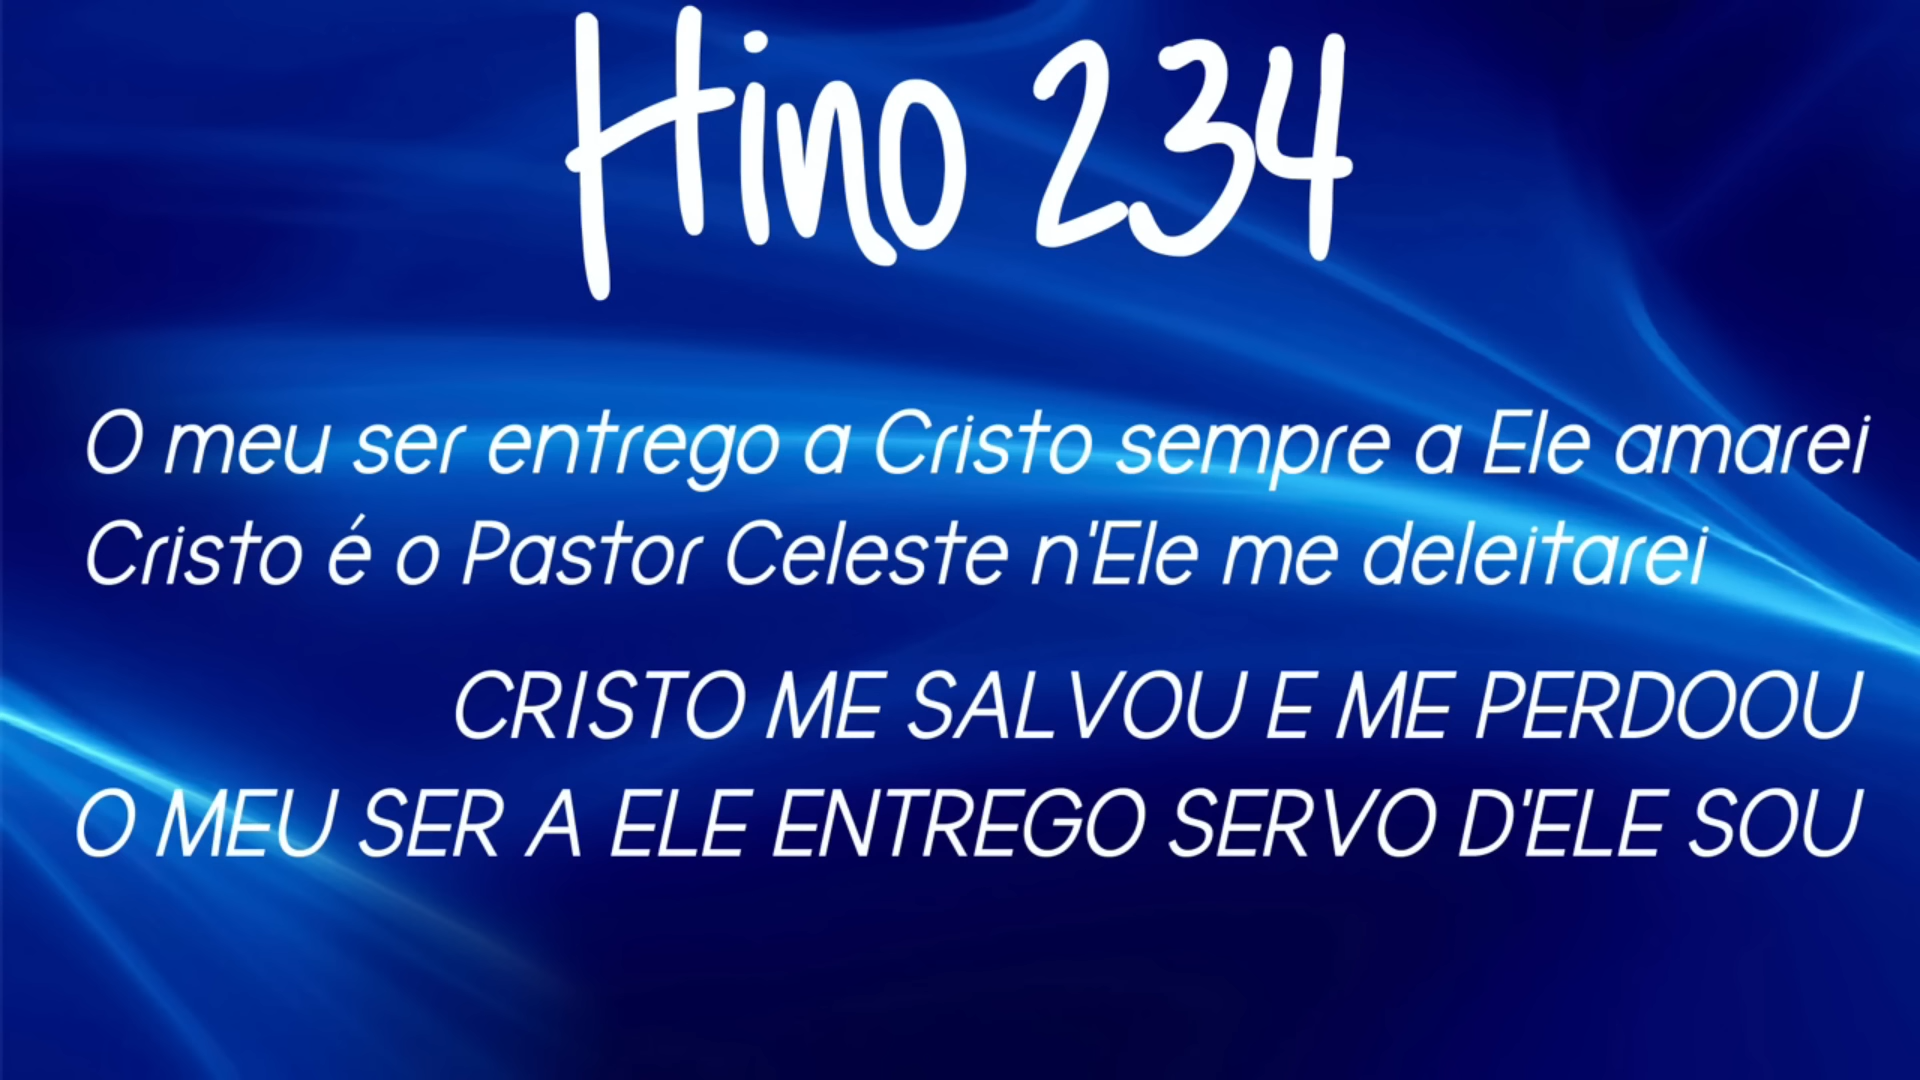 Hino 234
O meu ser entrego a Cristo sempre a Ele amarei
Cristo é o Pastor Celeste n'Ele me deleitarei
CRISTO ME SALVOU E ME PERDOOU
O MEU SER A ELE ENTREGO SERVO D'ELE SOU